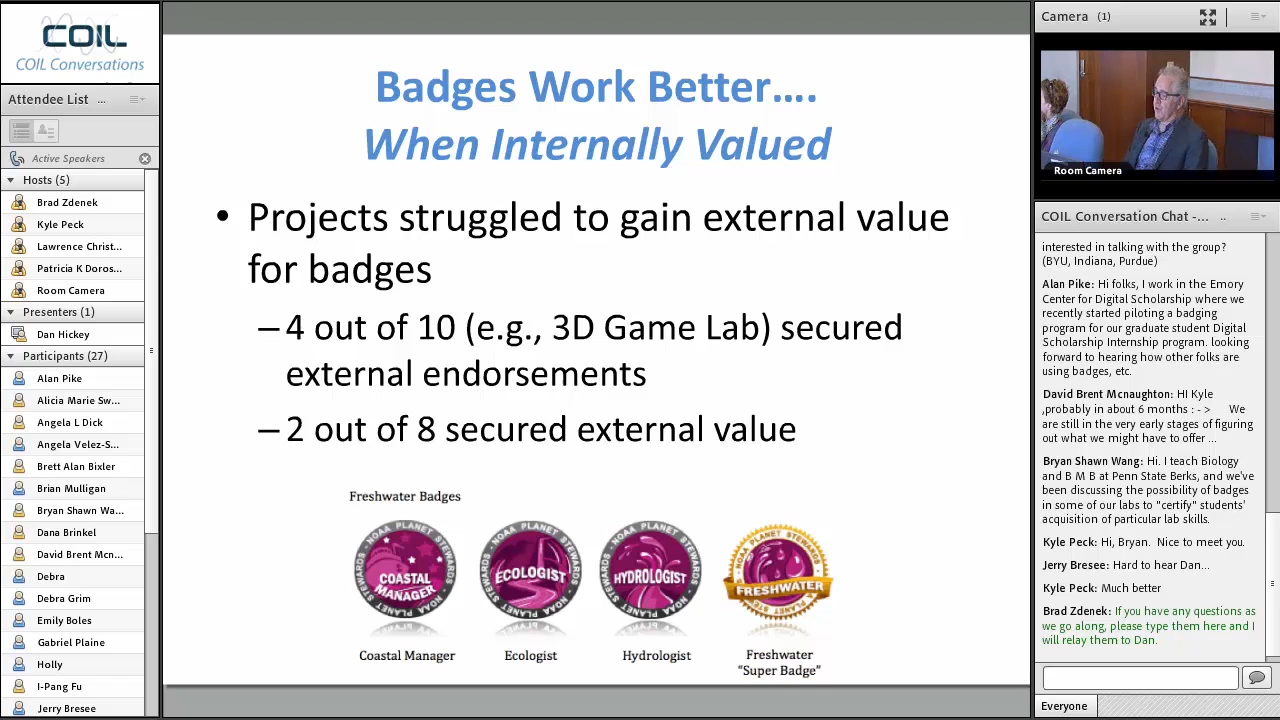 COIL
COIL Conversations
Attendee List ...
Active Speakers
Hosts (5)
Brad Zdenek
Kyle Peck
Lawrence Christ...
Patricia K Doros...
Room Camera
Presenters (1)
Dan Hickey
Participants (27)
Alan Pike
Alicia Marie Sw...
Angela L Dick
Angela Velez-S...
Brett Alan Bixler
Brian Mulligan
Bryan Shawn Wa...
Dana Brinkel
David Brent Mcn...
Debra
Debra Grim
Emily Boles
Gabriel Plaine
Holly
I-Pang Fu
Jerry Bresee
Badges Work Better....
When Internally Valued
• Projects struggled to gain external value
for badges
– 4 out of 10 (e.g., 3D Game Lab) secured
external endorsements
– 2 out of 8 secured external value
Freshwater Badges
NOAA PLANET STEWARDS
COASTAL
MANAGER
NOAA PLANET STEWARDS
ECOLOGIST
NOAA PLANET STEWARDS
HYDROLOGIST
NOAA PLANET STEWARDS
FRESHWATER
Coastal Manager
Ecologist
Hydrologist
Freshwater
"Super Badge"
Camera (1)
Room Camera
COIL Conversation Chat -... ..
interested in talking with the group?
(BYU, Indiana, Purdue)
Alan Pike: Hi folks, I work in the Emory
Center for Digital Scholarship where we
recently started piloting a badging
program for our graduate student Digital
Scholarship Internship program. looking
forward to hearing how other folks are
using badges, etc.
David Brent Mcnaughton: HI Kyle
,probably in about 6 months : - > We
are still in the very early stages of figuring
out what we might have to offer ...
Bryan Shawn Wang: Hi. I teach Biology
and B M B at Penn State Berks, and we've
been discussing the possibility of badges
in some of our labs to "certify" students'
acquisition of particular lab skills.
Kyle Peck: Hi, Bryan. Nice to meet you.
Jerry Bresee: Hard to hear Dan...
Kyle Peck: Much better
Brad Zdenek: If you have any questions as
we go along, please type them here and I
will relay them to Dan.
Everyone